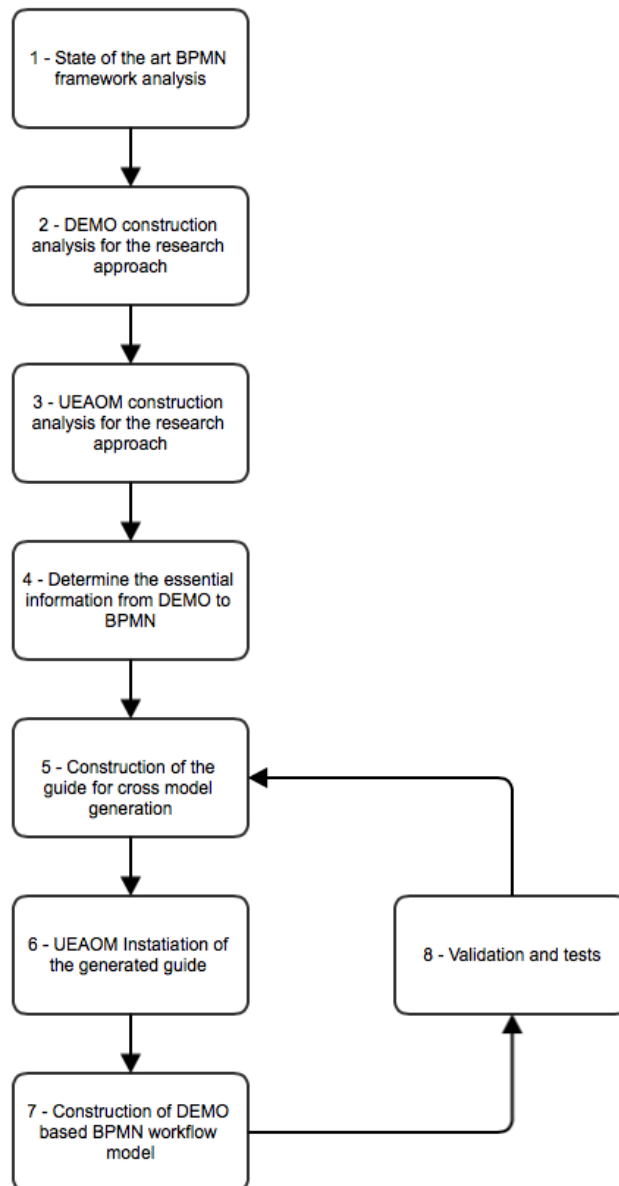 1 - State of the art BPMN
framework analysis
2 - DEMO construction
analysis for the research
approach
3 - UEAOM construction
analysis for the research
approach
4 - Determine the essential
information from DEMO to
BPMN
5 - Construction of the
guide for cross model
generation
6 - UEAOM Instatiation of
the generated guide
8 - Validation and tests
7 - Construction of DEMO
based BPMN workflow
model